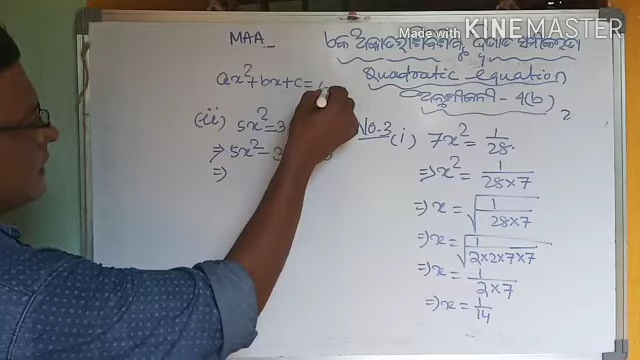 Made With KINEMASTER
MAA
Quadratic equation
- 4(b)
2
ax²+bx+c=
NO-3
(ii) 5x²=3
⇒ 5x²-3
⇒
(i) 7x² = 1/28
⇒ x² = 1/28×7
⇒ x = √1/28×7
⇒ x = √1/2×2×7×7
⇒ x = 1/2×7
⇒ x = 1/14